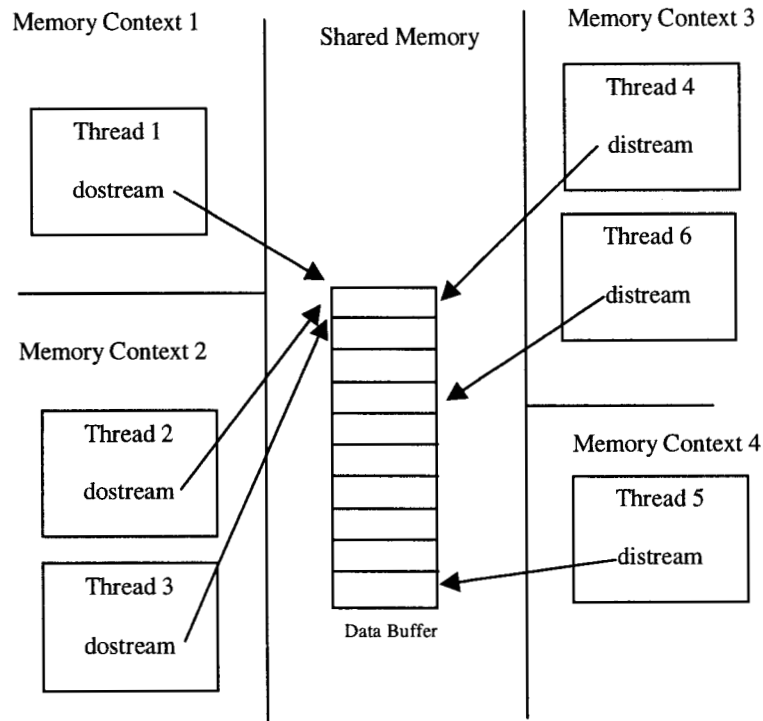 Memory Context 1
Thread 1
dostream
Memory Context 2
Thread 2
dostream
Thread 3
dostream
Shared Memory
Data Buffer
Memory Context 3
Thread 4
distream
Thread 6
distream
Memory Context 4
Thread 5
distream